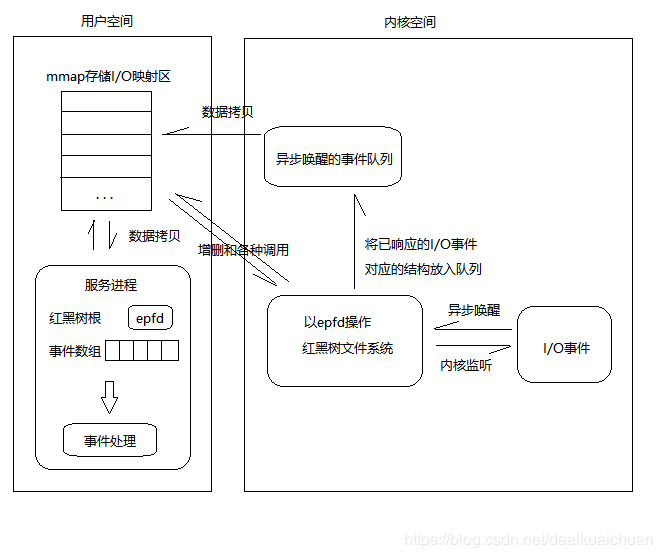 用户空间
内核空间
mmap存储I/O映射区
...
数据拷贝
异步唤醒的事件队列
数据拷贝
增删和各种调用
将已响应的I/O事件
对应的结构放入队列
服务进程
红黑树根
epfd
事件数组
事件处理
以epfd操作
红黑树文件系统
异步唤醒
内核监听
I/O事件
https://blog.csdn.net/daaikuaichuan